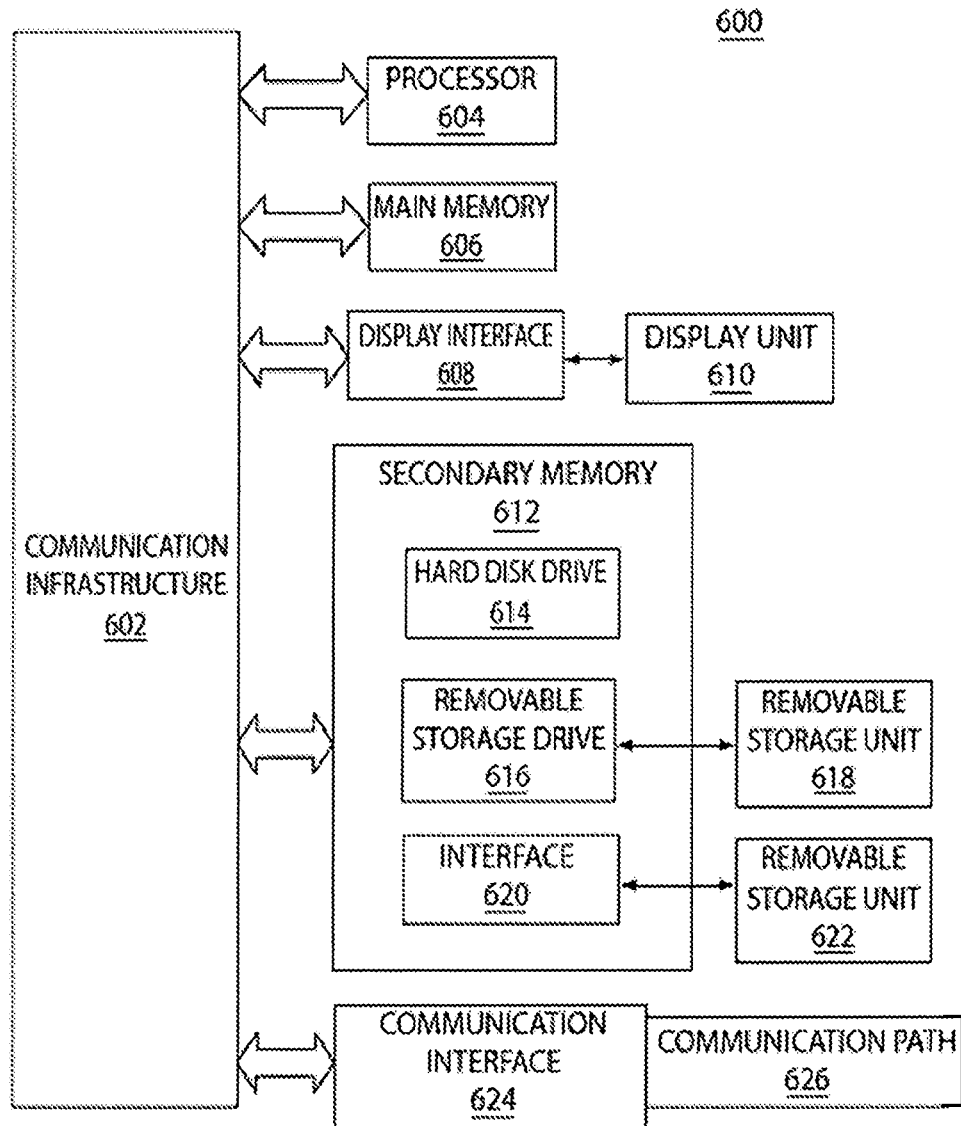 600
PROCESSOR
604
MAIN MEMORY
606
DISPLAY INTERFACE
608
DISPLAY UNIT
610
SECONDARY MEMORY
612
HARD DISK DRIVE
614
COMMUNICATION
INFRASTRUCTURE
602
REMOVABLE
STORAGE DRIVE
616
REMOVABLE
STORAGE UNIT
618
INTERFACE
620
REMOVABLE
STORAGE UNIT
622
COMMUNICATION
INTERFACE
624
COMMUNICATION PATH
626